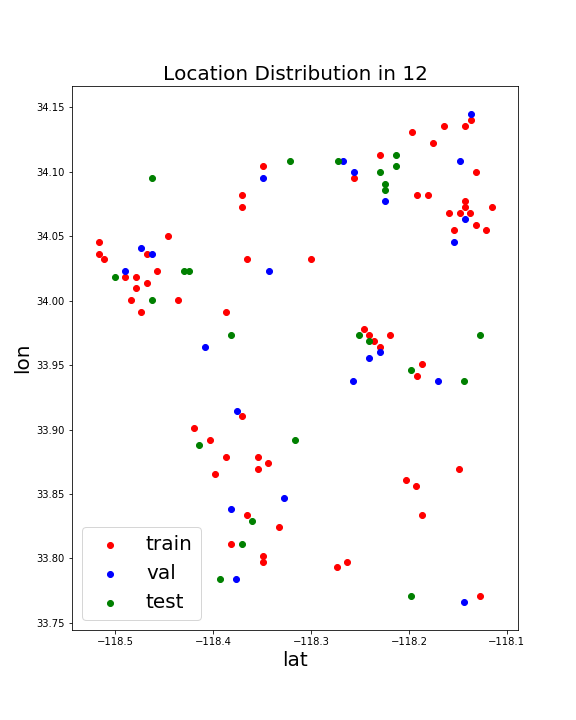 Location Distribution in 12
34.15
34.10
34.05
34.00
33.95
33.90
33.85
33.80
33.75
lon
train
val
test
−118.5
−118.4
−118.3
−118.2
−118.1
lat